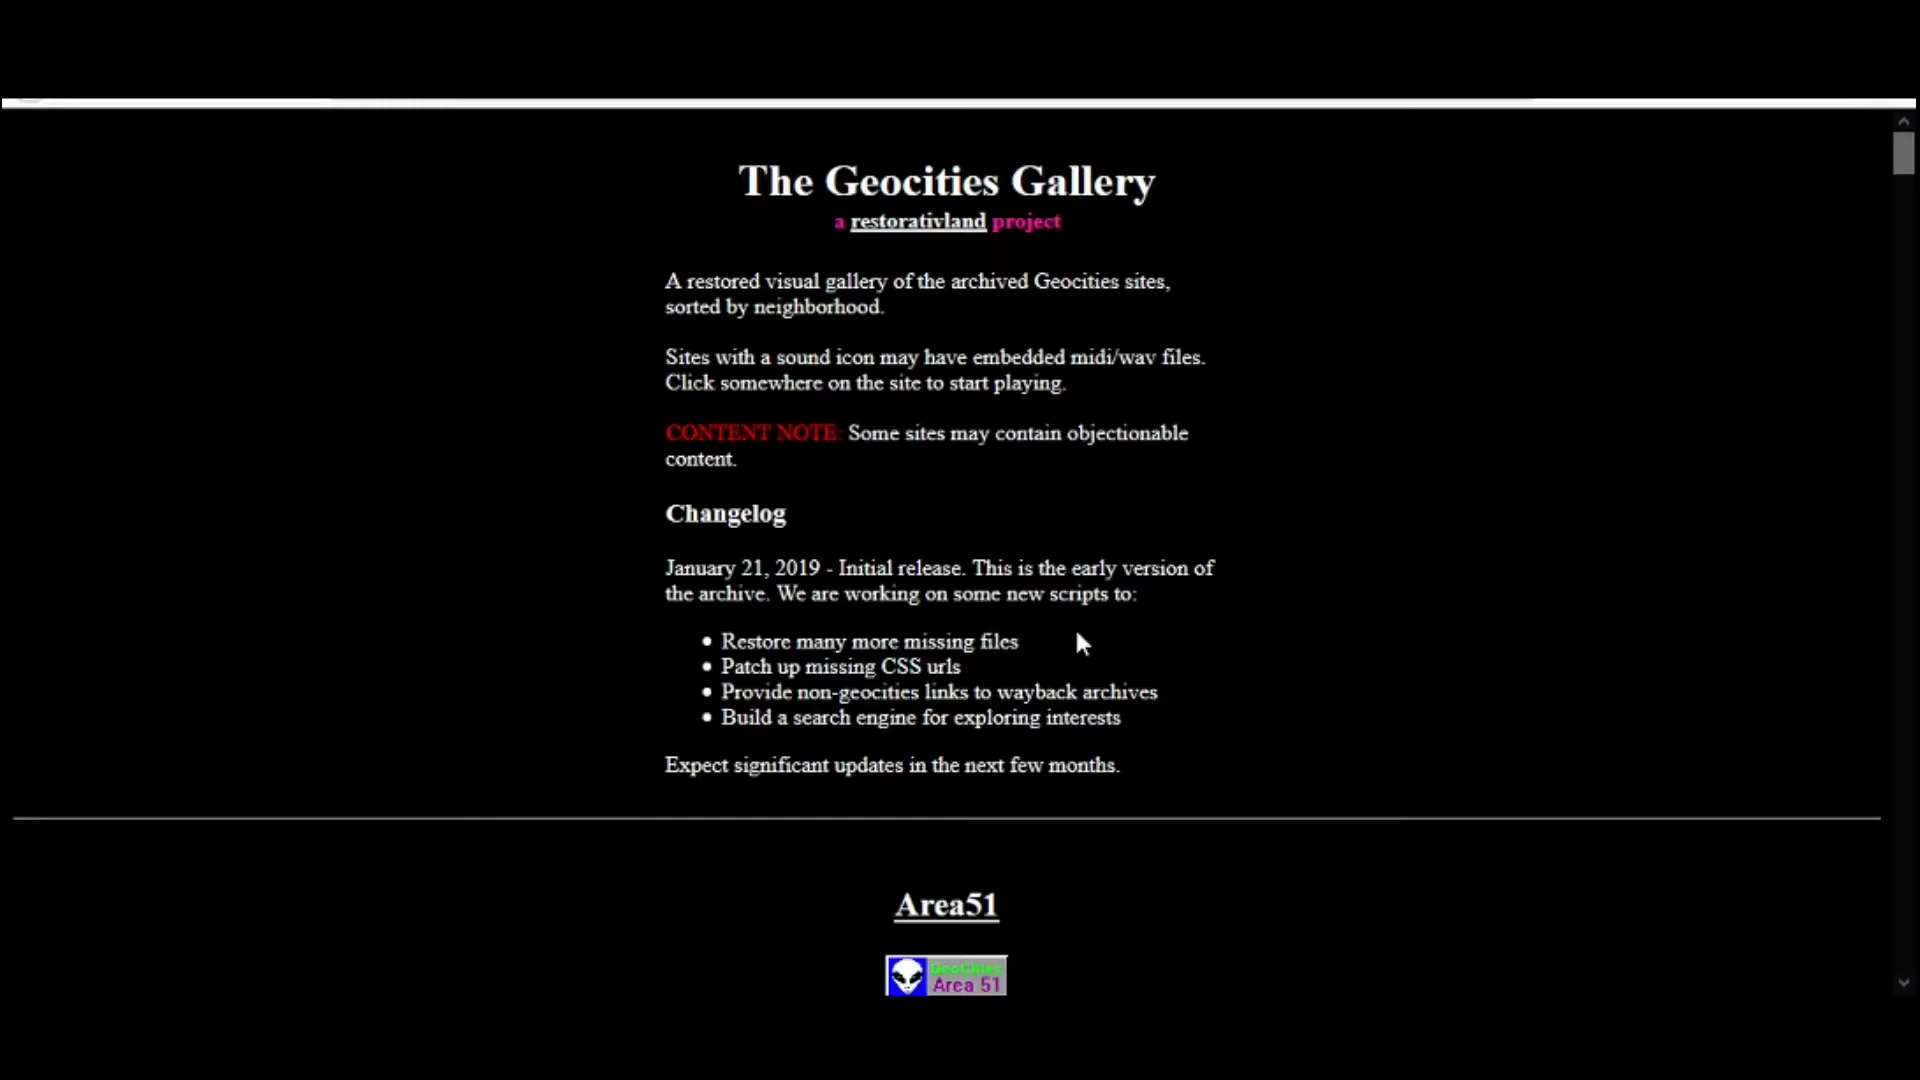 The Geocities Gallery
a restorativland project
A restored visual gallery of the archived Geocities sites,
sorted by neighborhood.
Sites with a sound icon may have embedded midi/wav files.
Click somewhere on the site to start playing.
CONTENT NOTE: Some sites may contain objectionable
content.
Changelog
January 21, 2019 - Initial release. This is the early version of
the archive. We are working on some new scripts to:
• Restore many more missing files
• Patch up missing CSS urls
• Provide non-geocities links to wayback archives
• Build a search engine for exploring interests
Expect significant updates in the next few months.
Area51
GeoCities
Area 51